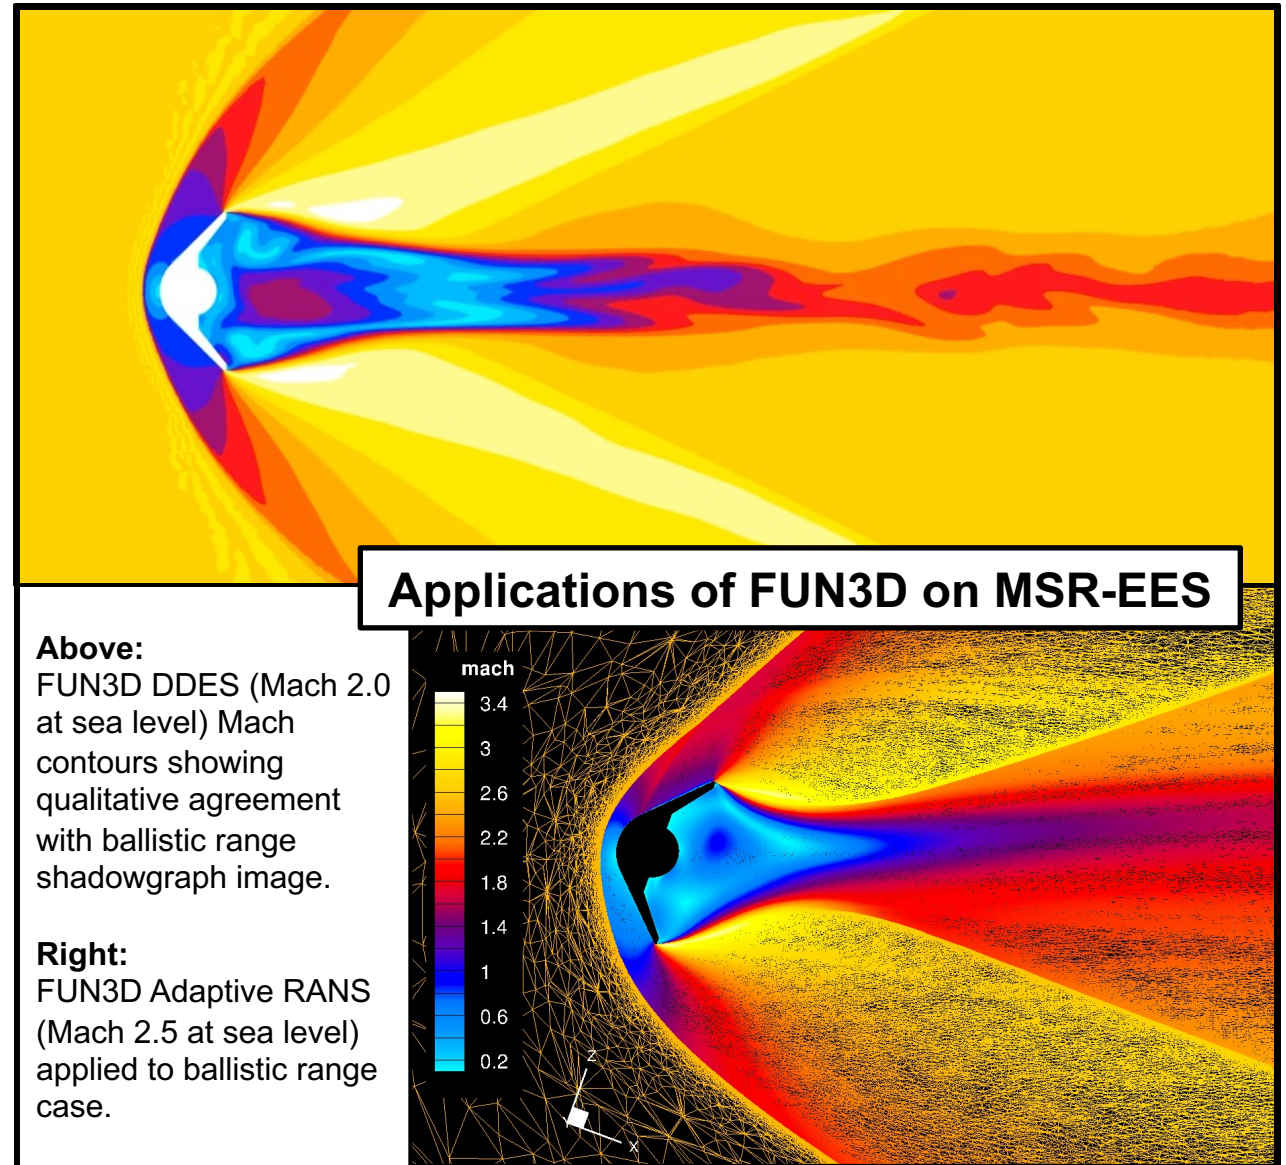 Applications of FUN3D on MSR-EES
Above:
FUN3D DDES (Mach 2.0
at sea level) Mach
contours showing
qualitative agreement
with ballistic range
shadowgraph image.
Right:
FUN3D Adaptive RANS
(Mach 2.5 at sea level)
applied to ballistic range
case.
mach
3.4
3
2.6
2.2
1.8
1.4
1
0.6
0.2
Z
Y
X